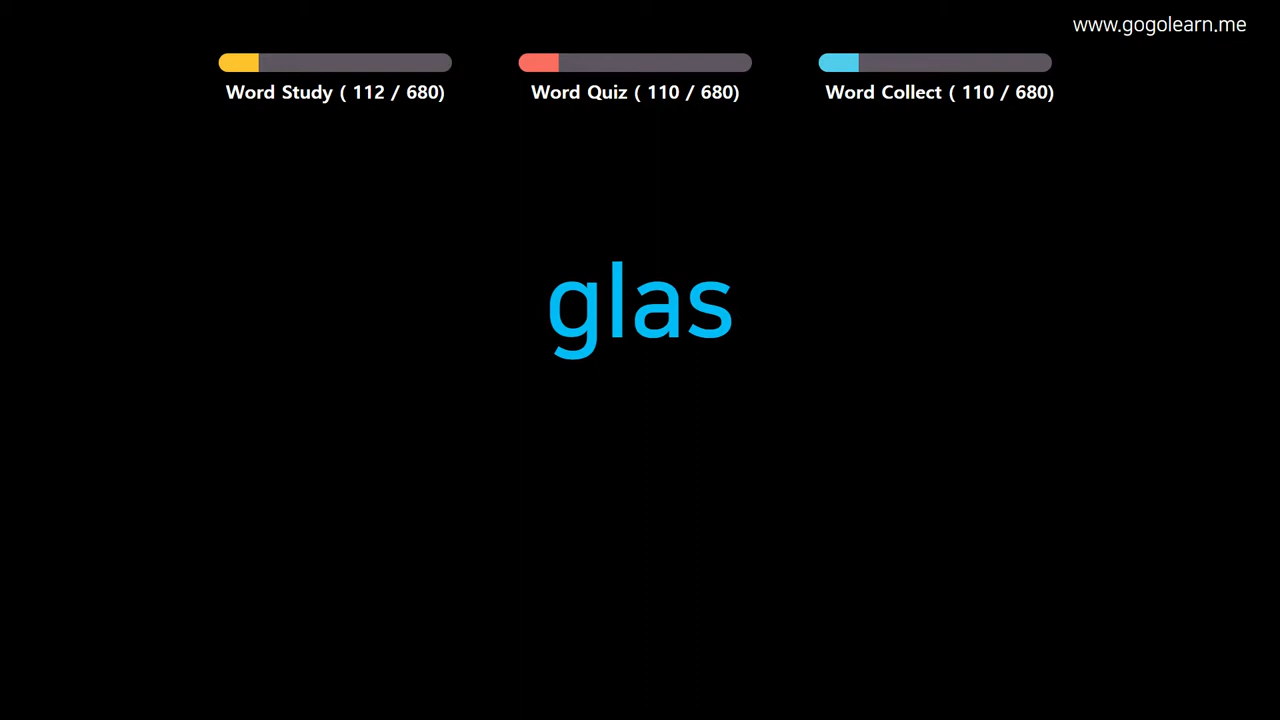 www.gogolearn.me
Word Study ( 112 / 680)
Word Quiz ( 110 / 680)
Word Collect ( 110 / 680)
glas